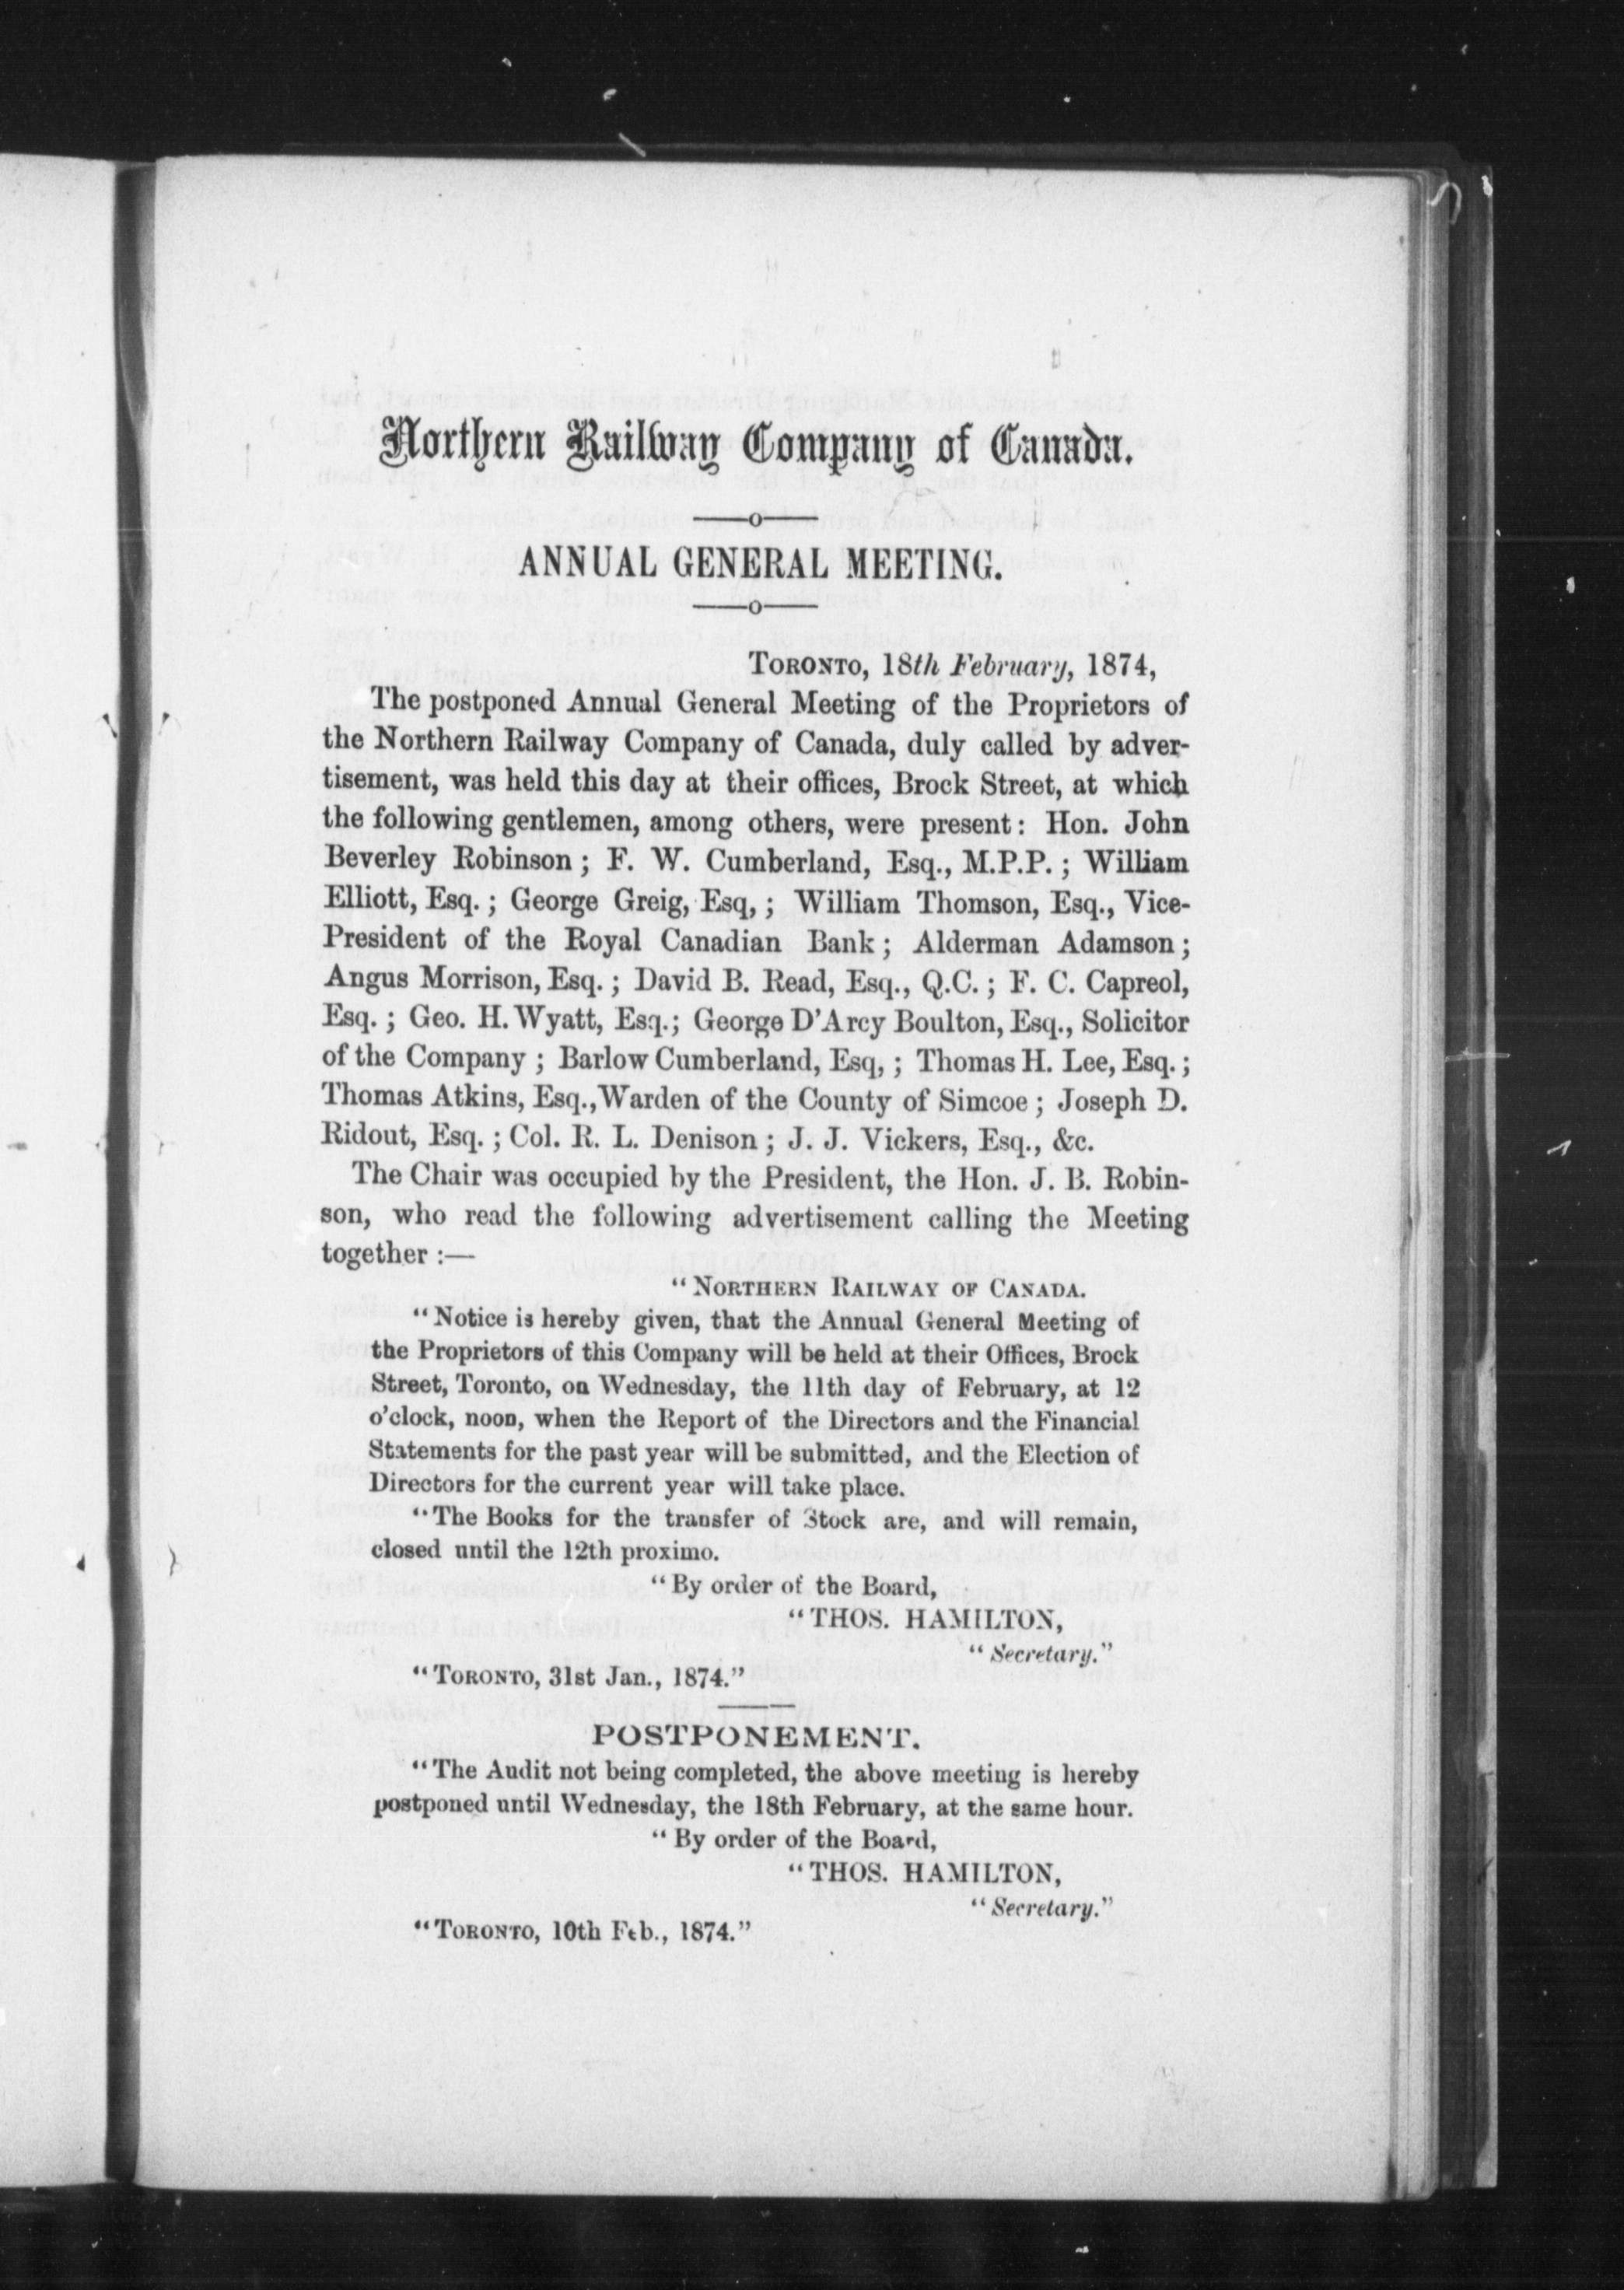 Northern Railway Company of Canada.
ANNUAL GENERAL MEETING.
TORONTO, 18th February, 1874,
The postponed Annual General Meeting of the Proprietors of
the Northern Railway Company of Canada, duly called by adver-
tisement, was held this day at their offices, Brock Street, at which
the following gentlemen, among others, were present: Hon. John
Beverley Robinson; F. W. Cumberland, Esq., M.P.P.; William
Elliott, Esq.; George Greig, Esq,; William Thomson, Esq., Vice-
President of the Royal Canadian Bank; Alderman Adamson;
Angus Morrison, Esq.; David B. Read, Esq., Q.C.; F. C. Capreol,
Esq.; Geo. H. Wyatt, Esq.; George D'Arcy Boulton, Esq., Solicitor
of the Company; Barlow Cumberland, Esq,; Thomas H. Lee, Esq.;
Thomas Atkins, Esq., Warden of the County of Simcoe; Joseph D.
Ridout, Esq.; Col. R. L. Denison; J. J. Vickers, Esq., &c.
The Chair was occupied by the President, the Hon. J. B. Robin-
son, who read the following advertisement calling the Meeting
together:—
"NORTHERN RAILWAY OF CANADA.
"Notice is hereby given, that the Annual General Meeting of
the Proprietors of this Company will be held at their Offices, Brock
Street, Toronto, on Wednesday, the 11th day of February, at 12
o'clock, noon, when the Report of the Directors and the Financial
Statements for the past year will be submitted, and the Election of
Directors for the current year will take place.
"The Books for the transfer of Stock are, and will remain,
closed until the 12th proximo.
"By order of the Board,
"THOS. HAMILTON,
"Secretary."
"TORONTO, 31st Jan., 1874."
POSTPONEMENT.
"The Audit not being completed, the above meeting is hereby
postponed until Wednesday, the 18th February, at the same hour.
"By order of the Board,
"THOS. HAMILTON,
"Secretary."
"TORONTO, 10th Feb., 1874."